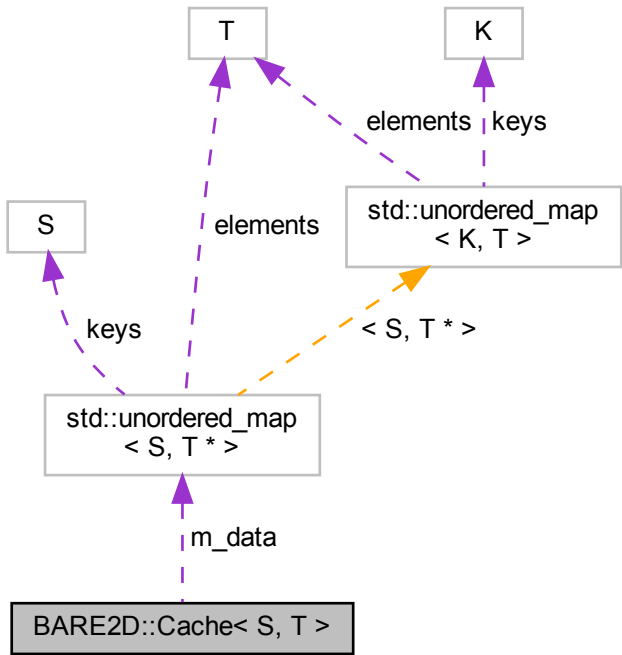 T
K
elements
keys
S
std::unordered_map
< K, T >
elements
keys
< S, T * >
std::unordered_map
< S, T * >
m_data
BARE2D::Cache< S, T >